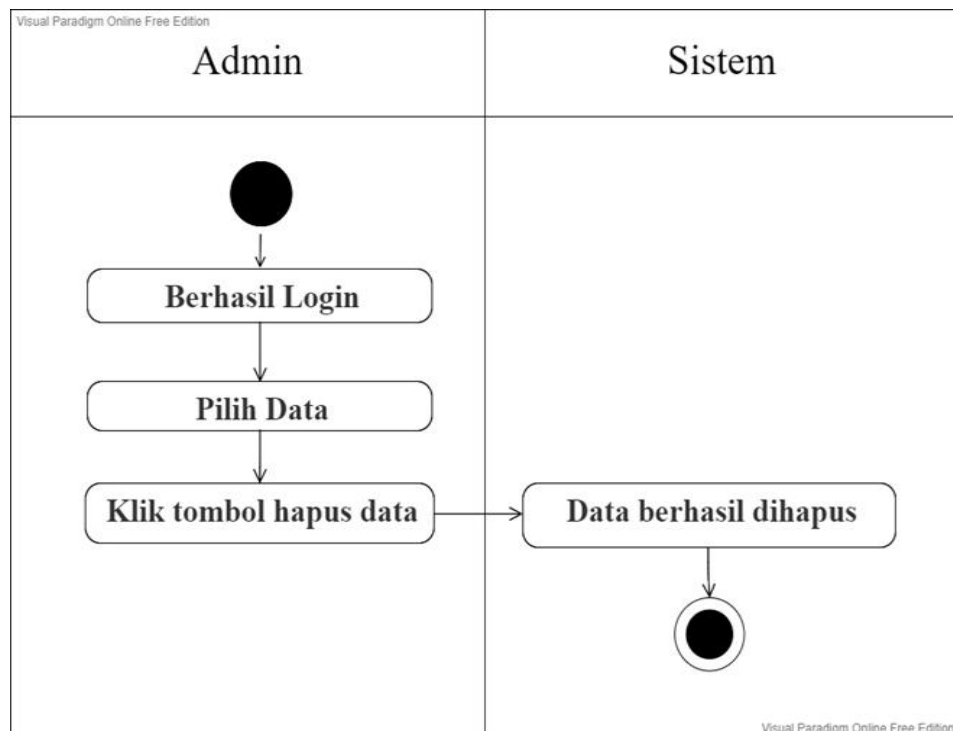 Visual Paradigm Online Free Edition
Admin
Sistem
Berhasil Login
Pilih Data
Klik tombol hapus data
Data berhasil dihapus
Visual Paradigm Online Free Edition